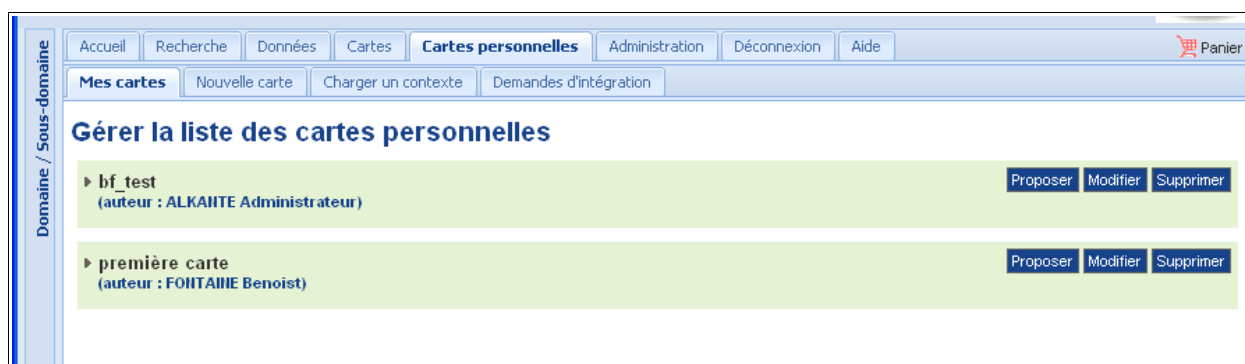 Accueil Recherche Données Cartes Cartes personnelles Administration Déconnexion Aide Panier
Mes cartes Nouvelle carte Charger un contexte Demandes d'intégration
Domaine / Sous-domaine
Gérer la liste des cartes personnelles
bf_test Proposer Modifier Supprimer
(auteur : ALKANTE Administrateur)
première carte Proposer Modifier Supprimer
(auteur : FONTAINE Benoist)